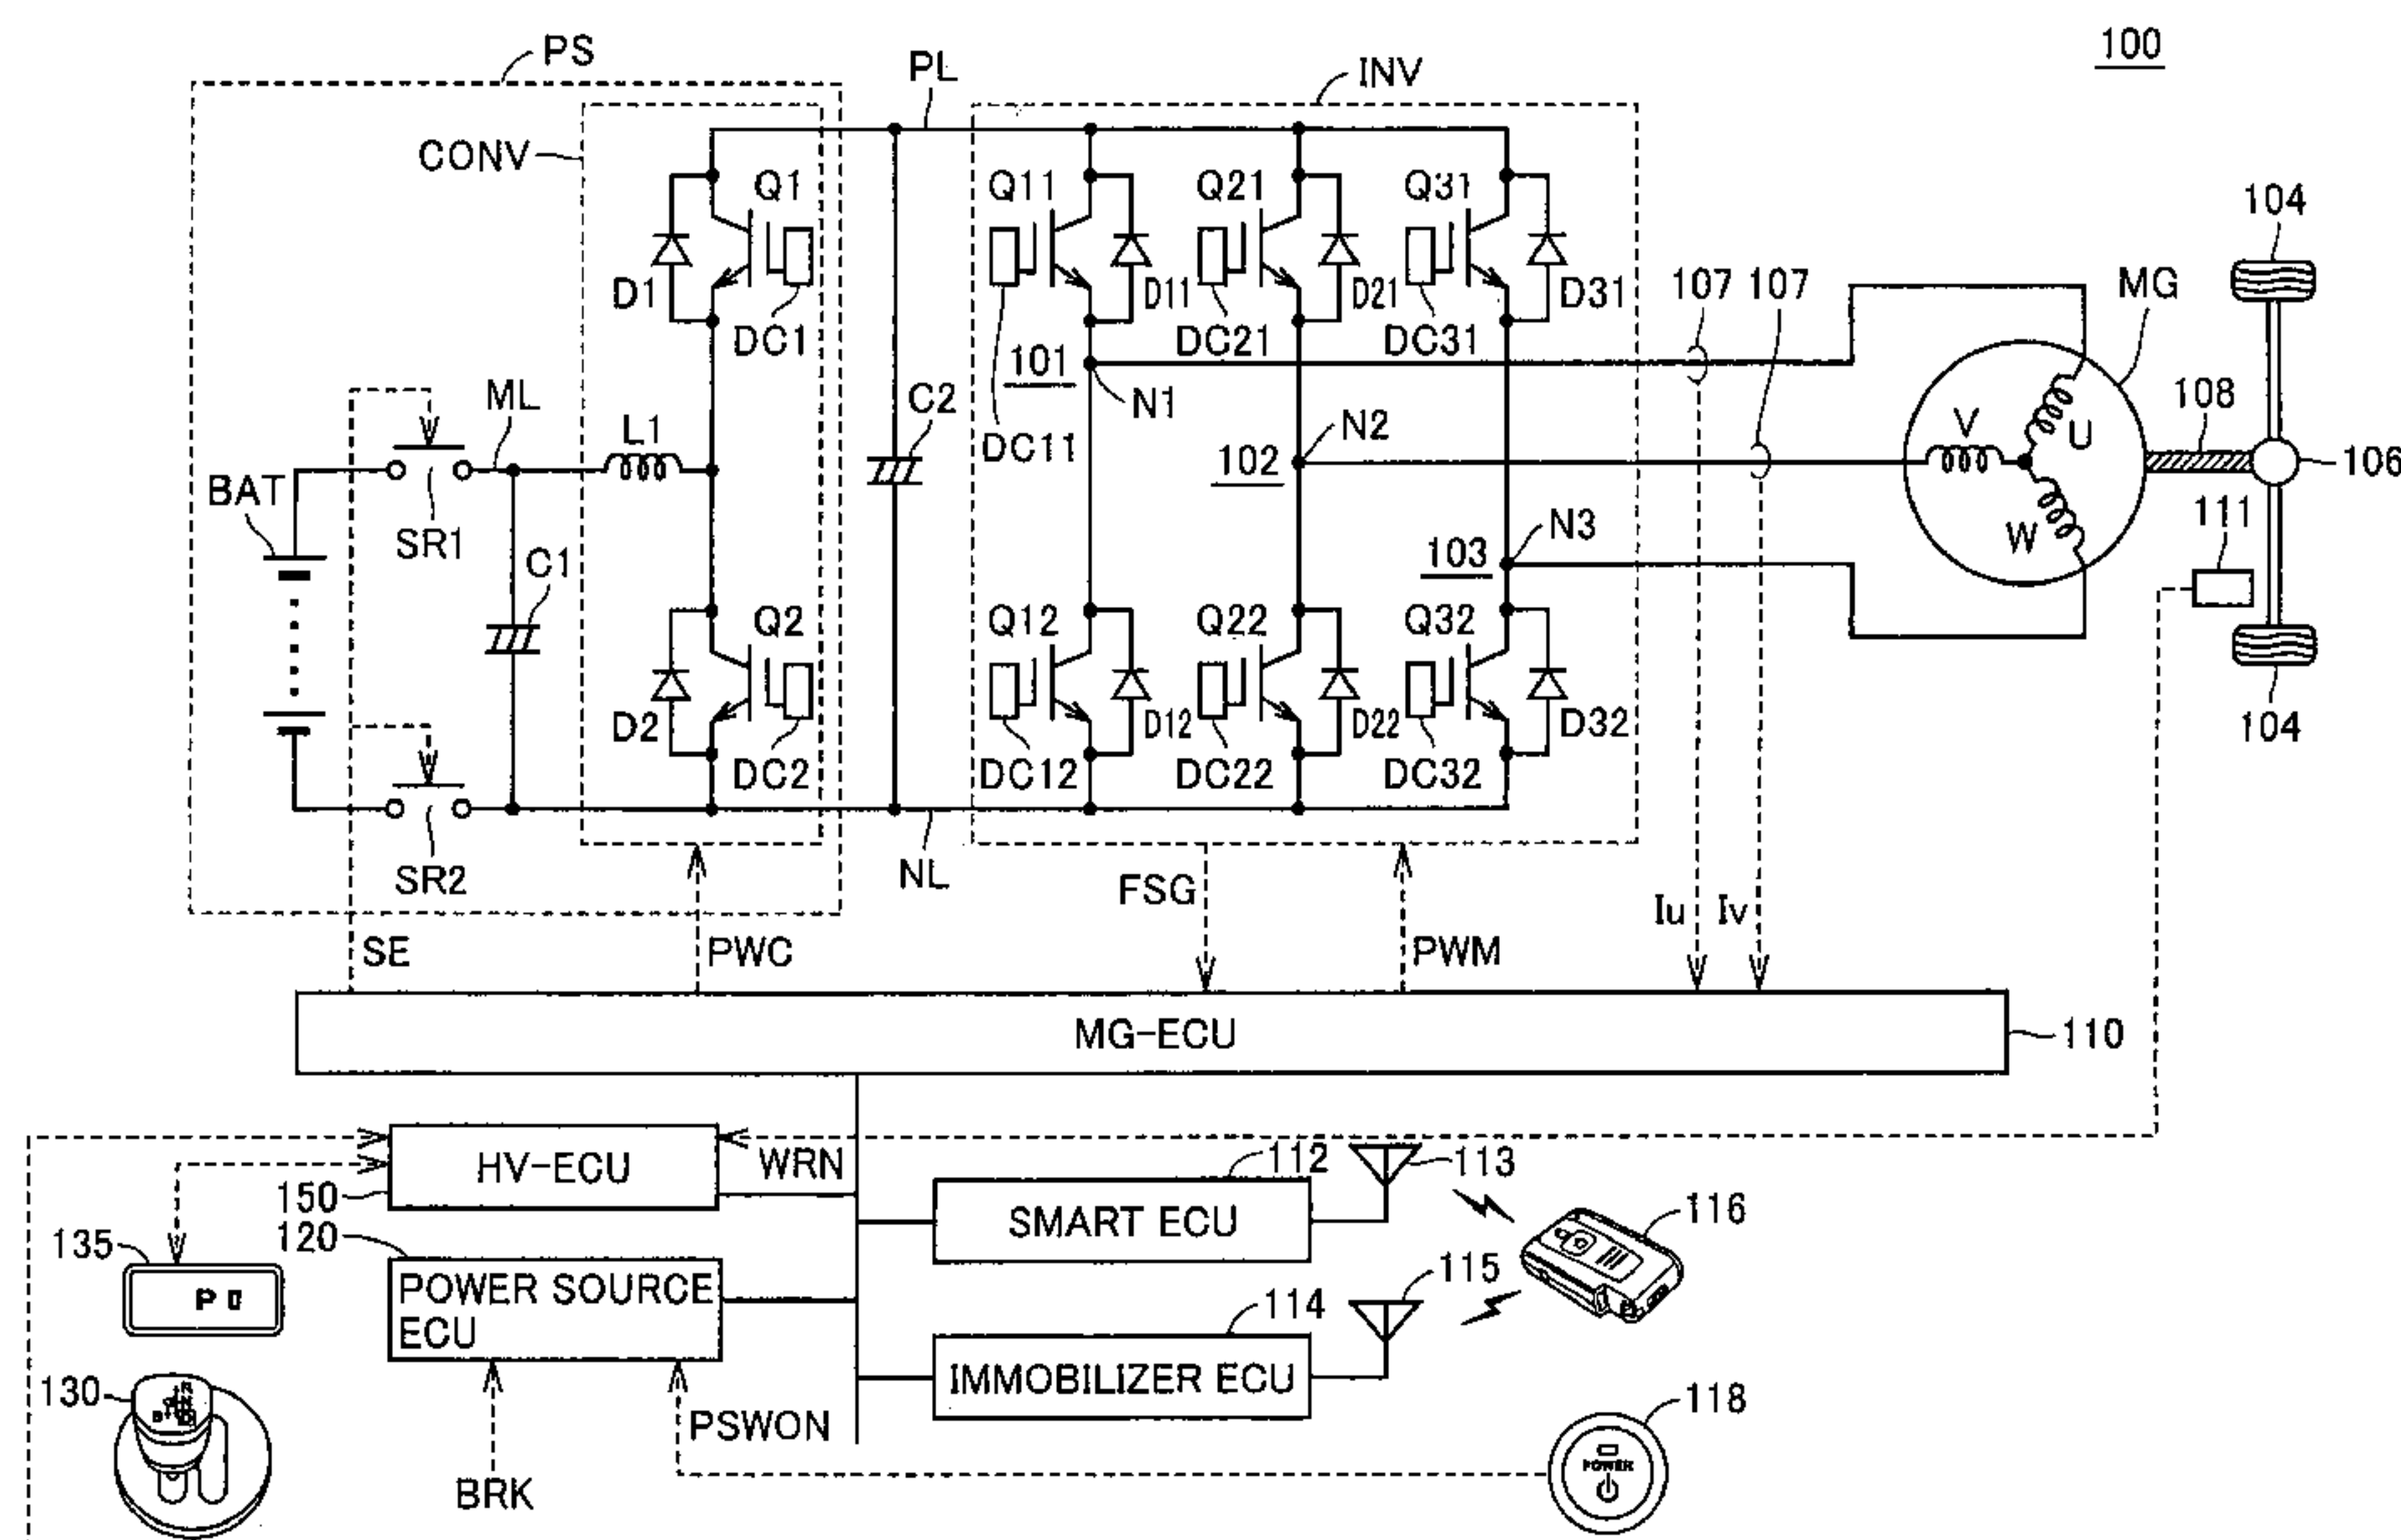 100
PS
PL
INV
CONV
Q1
Q11
Q21
Q31
104
D1
DC1
D11
DC21
D21
DC31
D31
107
107
MG
101
N1
ML
L1
C2
DC11
N2
V
U
108
BAT
SR1
102
106
C1
N3
W
111
103
Q2
Q12
Q22
Q32
D2
DC2
DC12
D12
DC22
D22
DC32
D32
104
SR2
NL
FSG
Iu
Iv
SE
PWC
PWM
MG-ECU
110
HV-ECU
WRN
112
113
150
SMART ECU
116
135
120
P
POWER SOURCE
ECU
114
115
130
IMMOBILIZER ECU
PSWON
118
BRK
POWER